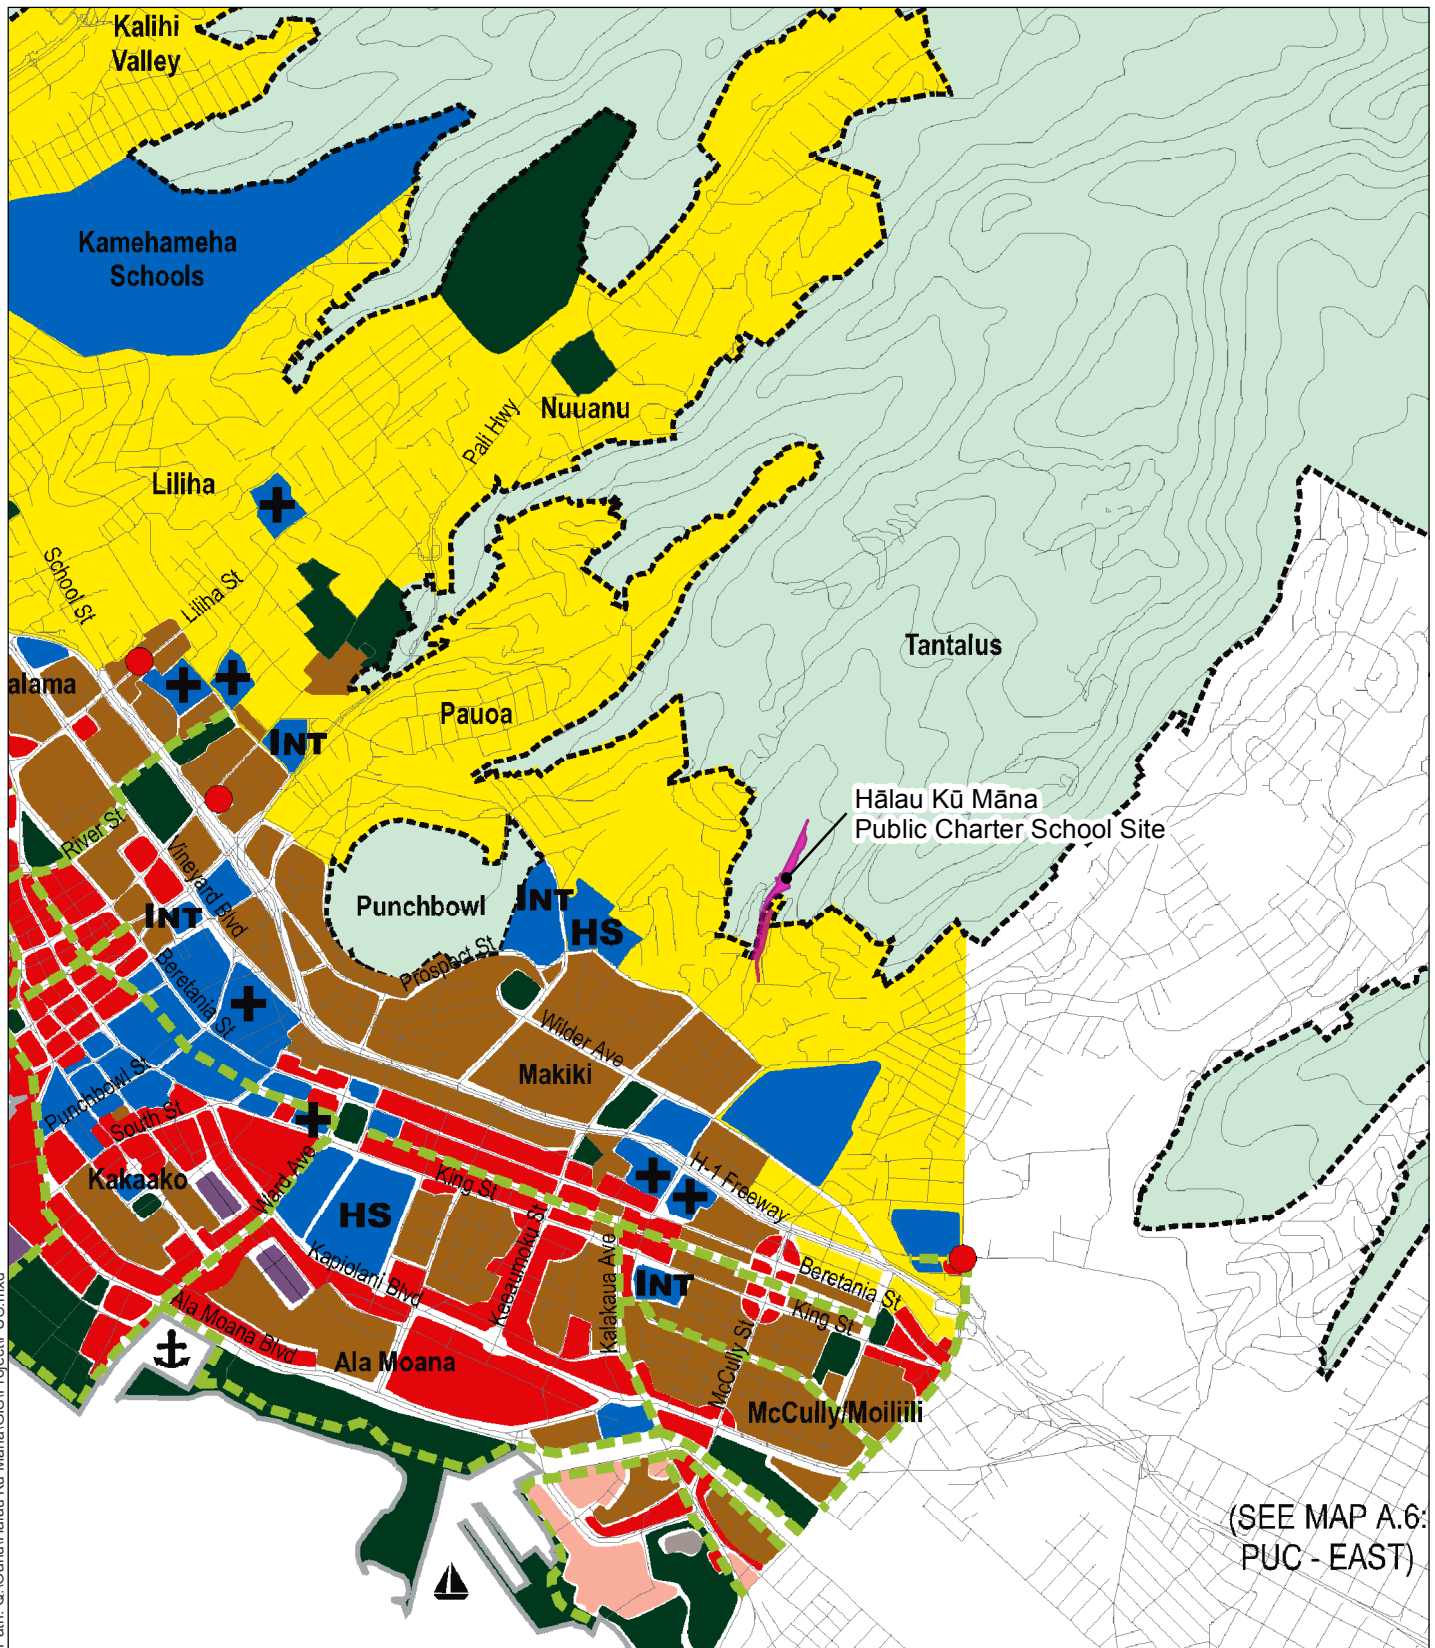 Kalihi
Valley
Kamehameha
Schools
Nuuanu
Pali Hwy
Liliha
School St
Liliha St
Tantalus
alama
Pauoa
INT
Hālau Kū Māna
Public Charter School Site
River St
Vineyard Blvd
Punchbowl
INT
HS
INT
Prospect St
Beretania St
Wilder Ave
Makiki
Punchbowl St
South St
Kakaako
Ward Ave
King St
H-1 Freeway
HS
Keeaumoku St
Kapiolani Blvd
Kalakaua Ave
INT
Beretania St
King St
Ala Moana Blvd
Ala Moana
McCully St
McCully/Moiliili
(SEE MAP A.6:
PUC - EAST)